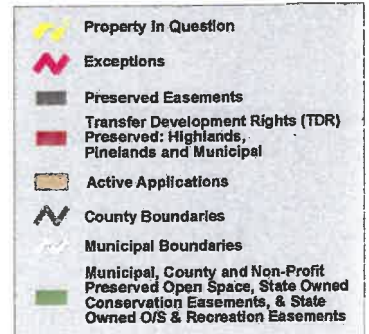 Property In Question
Exceptions
Preserved Easements
Transfer Development Rights (TDR)
Preserved: Highlands,
Pinelands and Municipal
Active Applications
County Boundaries
Municipal Boundaries
Municipal, County and Non-Profit
Preserved Open Space, State Owned
Conservation Easements, & State
Owned O/S & Recreation Easements